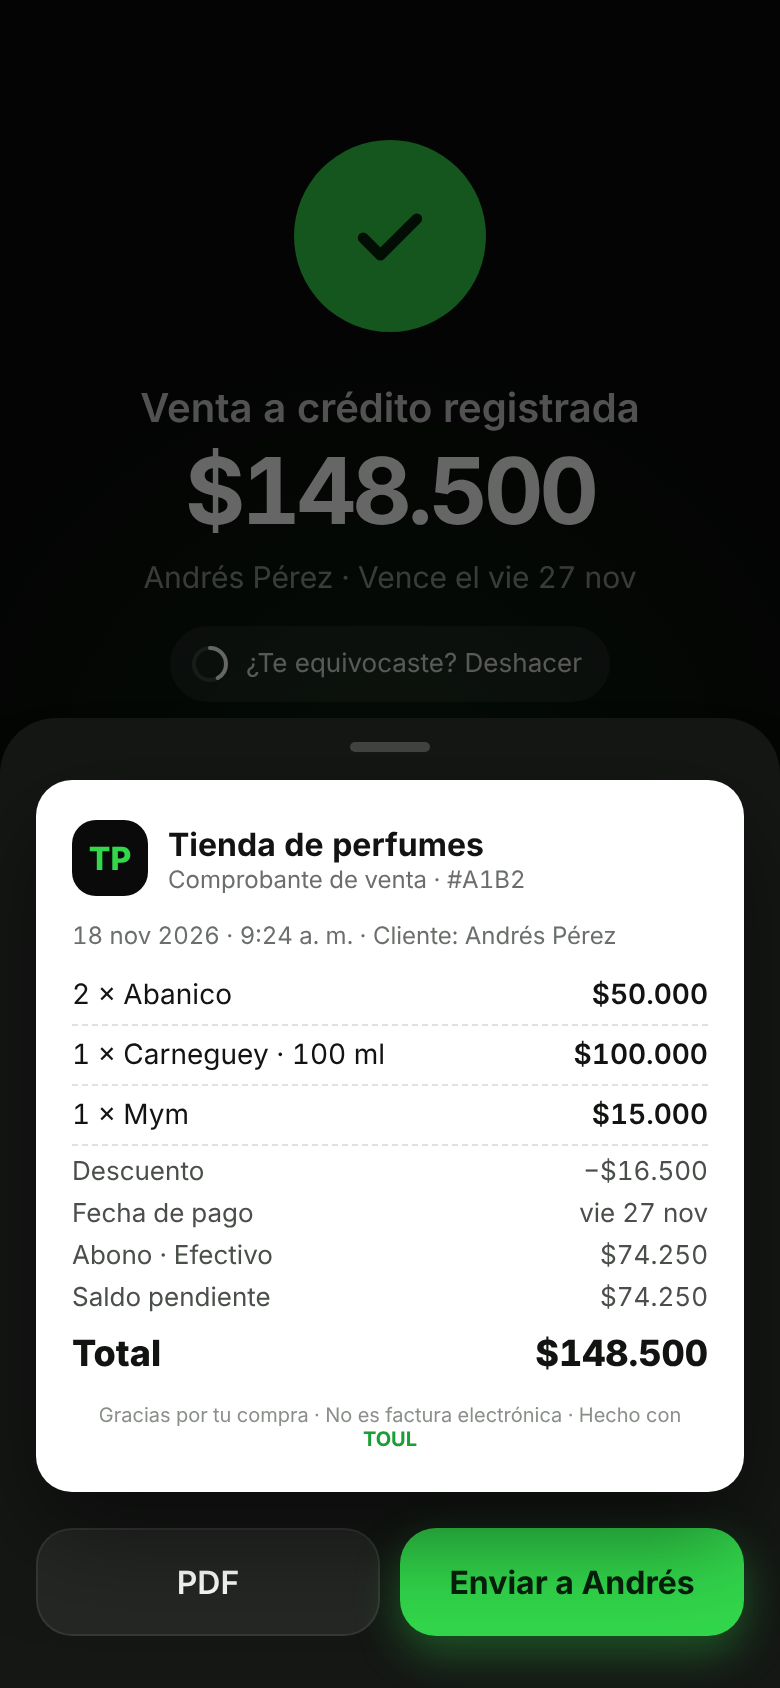 Venta a crédito registrada
$148.500
Andrés Pérez · Vence el vie 27 nov
¿Te equivocaste? Deshacer
TP
Tienda de perfumes
Comprobante de venta · #A1B2
18 nov 2026 · 9:24 a. m. · Cliente: Andrés Pérez
2 × Abanico $50.000
1 × Carneguey · 100 ml $100.000
1 × Mym $15.000
Descuento −$16.500
Fecha de pago vie 27 nov
Abono · Efectivo $74.250
Saldo pendiente $74.250
Total $148.500
Gracias por tu compra · No es factura electrónica · Hecho con
TOUL
PDF Enviar a Andrés